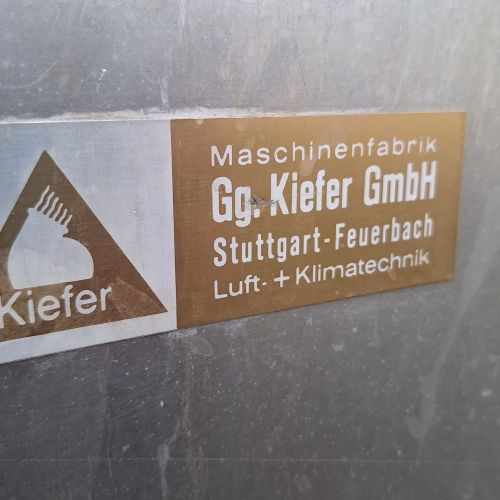 Kiefer
Maschinenfabrik
Gg. Kiefer GmbH
Stuttgart-Feuerbach
Luft- + Klimatechnik